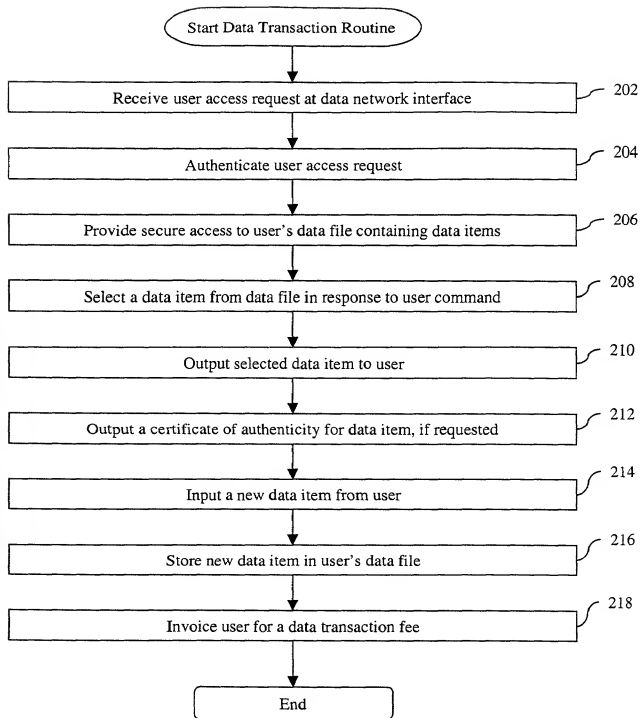 Start Data Transaction Routine
202
Receive user access request at data network interface
204
Authenticate user access request
206
Provide secure access to user's data file containing data items
208
Select a data item from data file in response to user command
210
Output selected data item to user
212
Output a certificate of authenticity for data item, if requested
214
Input a new data item from user
216
Store new data item in user's data file
218
Invoice user for a data transaction fee
End